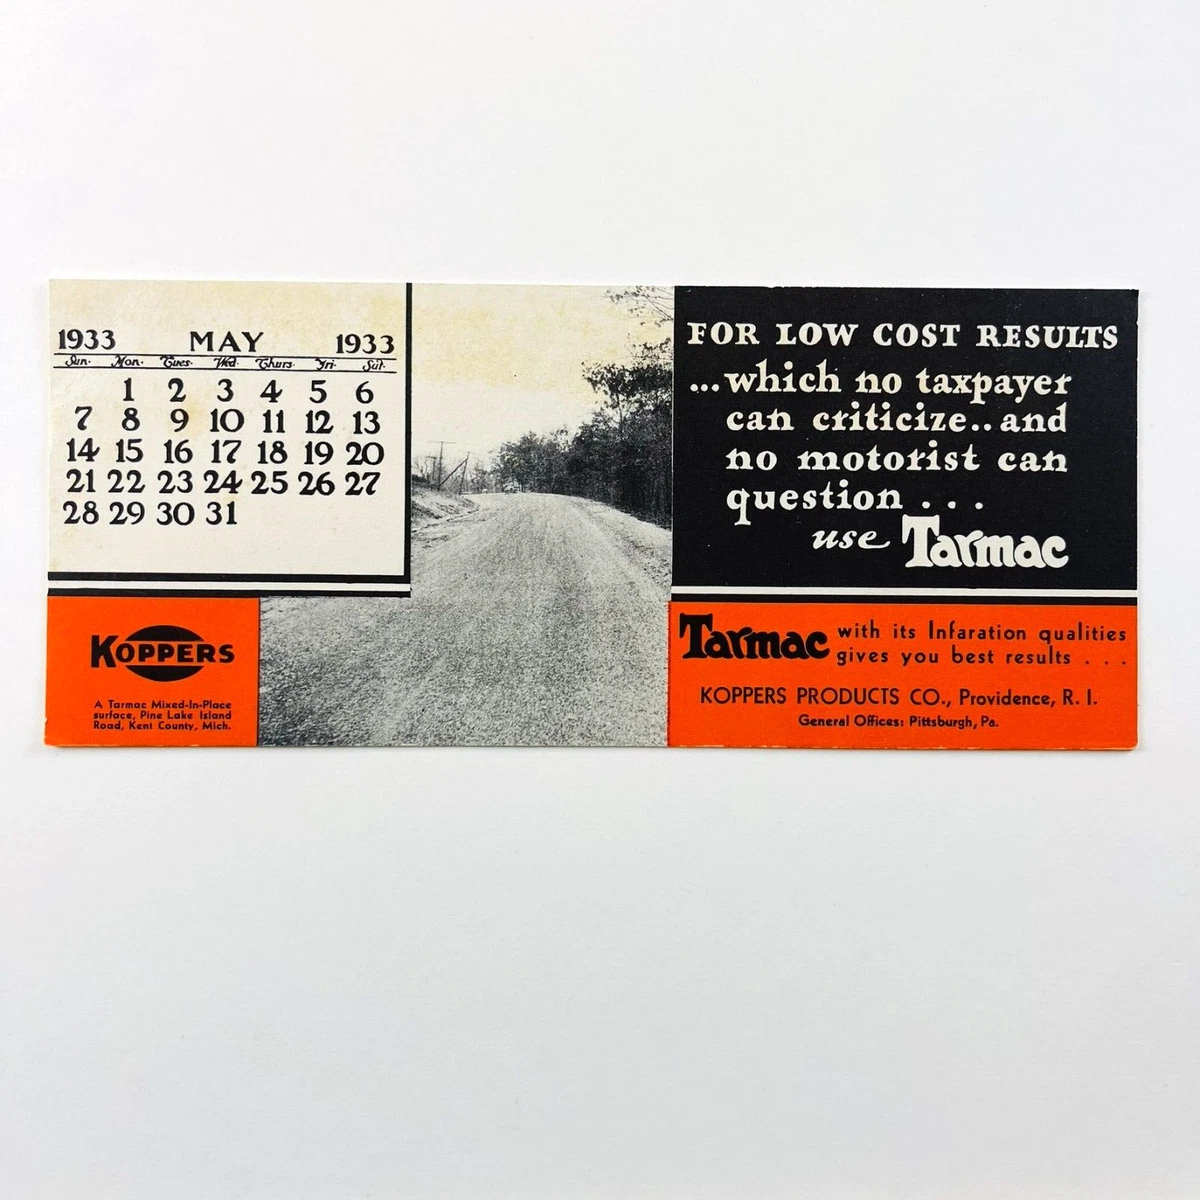 1933 MAY 1933
Sun. Mon. Tues. Wed. Thurs. Fri. Sat.
1 2 3 4 5 6
7 8 9 10 11 12 13
14 15 16 17 18 19 20
21 22 23 24 25 26 27
28 29 30 31
KOPPERS
A Tarmac Mixed-In-Place
surface, Pine Lake Island
Road, Kent County, Mich.
FOR LOW COST RESULTS
...which no taxpayer
can criticize..and
no motorist can
question . . .
use Tarmac
Tarmac with its Infaration qualities
gives you best results . . .
KOPPERS PRODUCTS CO., Providence, R. I.
General Offices: Pittsburgh, Pa.